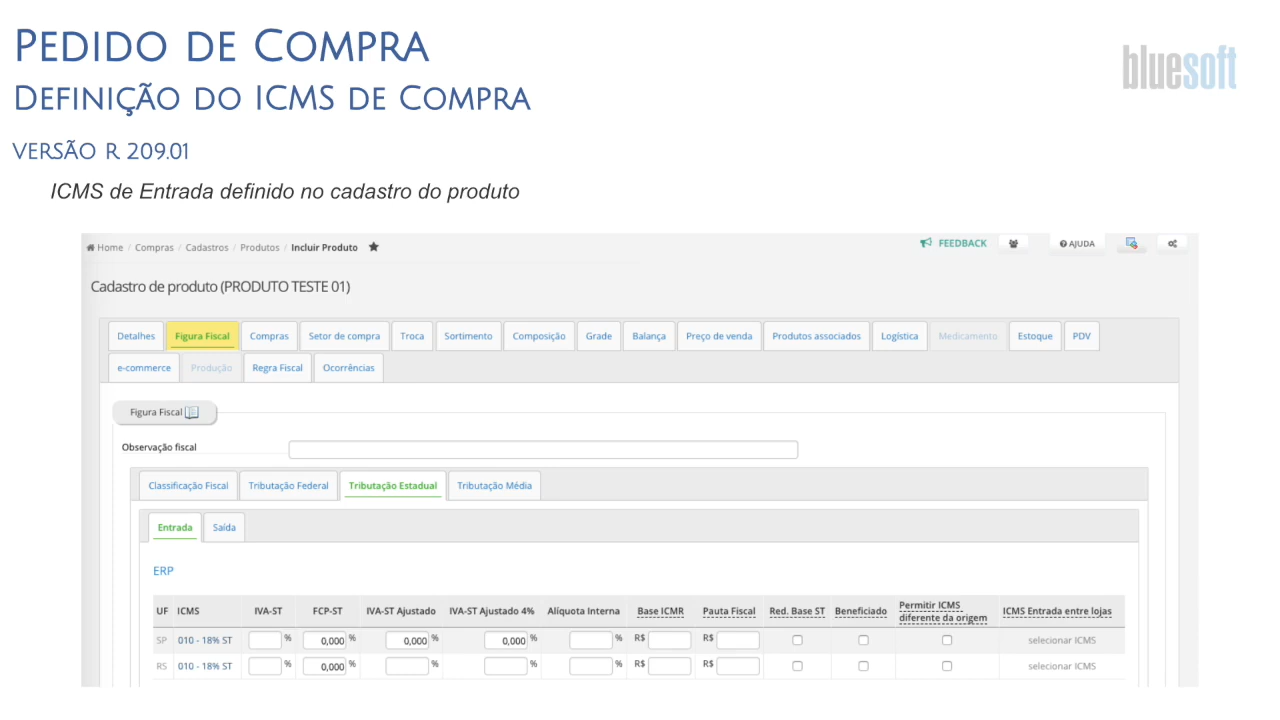 PEDIDO DE COMPRA
bluesoft
DEFINIÇÃO DO ICMS DE COMPRA
VERSÃO R 209.01
ICMS de Entrada definido no cadastro do produto
Home / Compras / Cadastros / Produtos / Incluir Produto
FEEDBACK
AJUDA
Cadastro de produto (PRODUTO TESTE 01)
Detalhes Figura Fiscal Compras Setor de compra Troca Sortimento Composição Grade Balança Preço de venda Produtos associados Logística Medicamento Estoque PDV
e-commerce Produção Regra Fiscal Ocorrências
Figura Fiscal
Observação fiscal
Classificação Fiscal Tributação Federal Tributação Estadual Tributação Média
Entrada Saída
ERP
UF ICMS IVA-ST FCP-ST IVA-ST Ajustado IVA-ST Ajustado 4% Alíquota Interna Base ICMR Pauta Fiscal Red. Base ST Beneficiado Permitir ICMS diferente da origem ICMS Entrada entre lojas
SP 010 - 18% ST % 0,000 % 0,000 % 0,000 % % R$ R$ selecionar ICMS
RS 010 - 18% ST % 0,000 % % % % R$ R$ selecionar ICMS